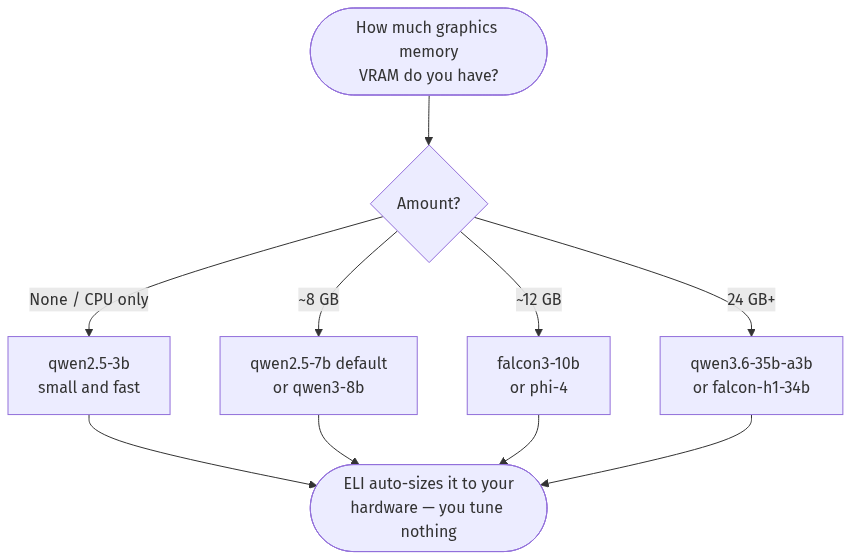 How much graphics
memory
VRAM do you have?
Amount?
None / CPU only
~8 GB
~12 GB
24 GB+
qwen2.5-3b
small and fast
qwen2.5-7b default
or qwen3-8b
falcon3-10b
or phi-4
qwen3.6-35b-a3b
or falcon-h1-34b
ELI auto-sizes it to your
hardware — you tune
nothing